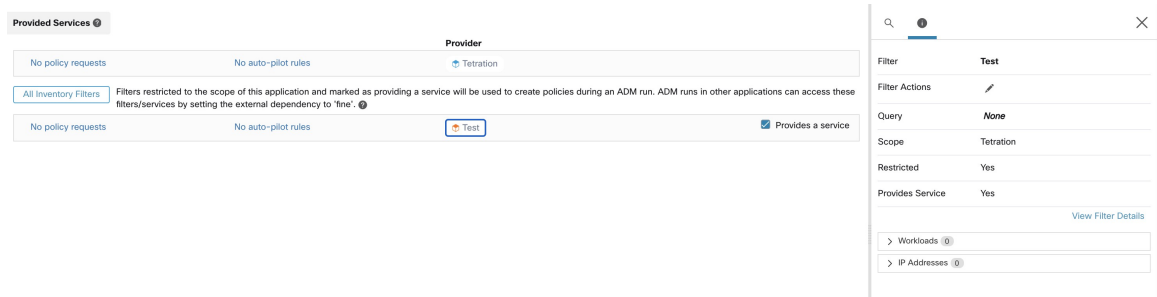 Provided Services
Provider
No policy requests No auto-pilot rules Tetration
All Inventory Filters Filters restricted to the scope of this application and marked as providing a service will be used to create policies during an ADM run. ADM runs in other applications can access these
filters/services by setting the external dependency to 'fine'.
No policy requests No auto-pilot rules Test Provides a service
Filter Test
Filter Actions
Query None
Scope Tetration
Restricted Yes
Provides Service Yes
View Filter Details
Workloads 0
IP Addresses 0